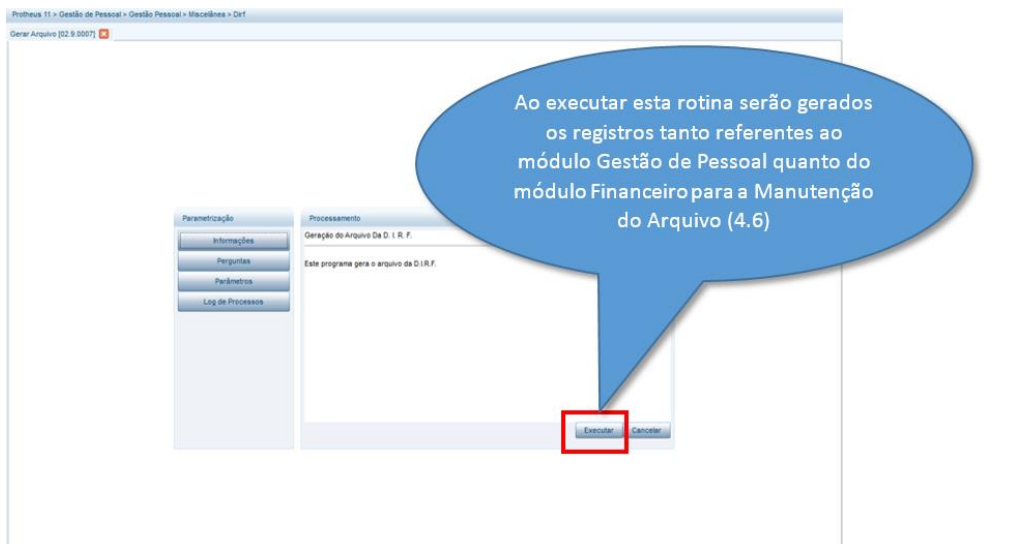 Protheus 11 > Gestão de Pessoal > Gestão Pessoal > Miscelânea > Dirf
Gerar Arquivo [02.9.0007]
Ao executar esta rotina serão gerados
os registros tanto referentes ao
módulo Gestão de Pessoal quanto do
módulo Financeiro para a Manutenção
do Arquivo (4.6)
Parametrização
Processamento
Informações
Perguntas
Parâmetros
Log de Processos
Geração do Arquivo Da D. I. R. F.
Este programa gera o arquivo da D.I.R.F.
Executar
Cancelar